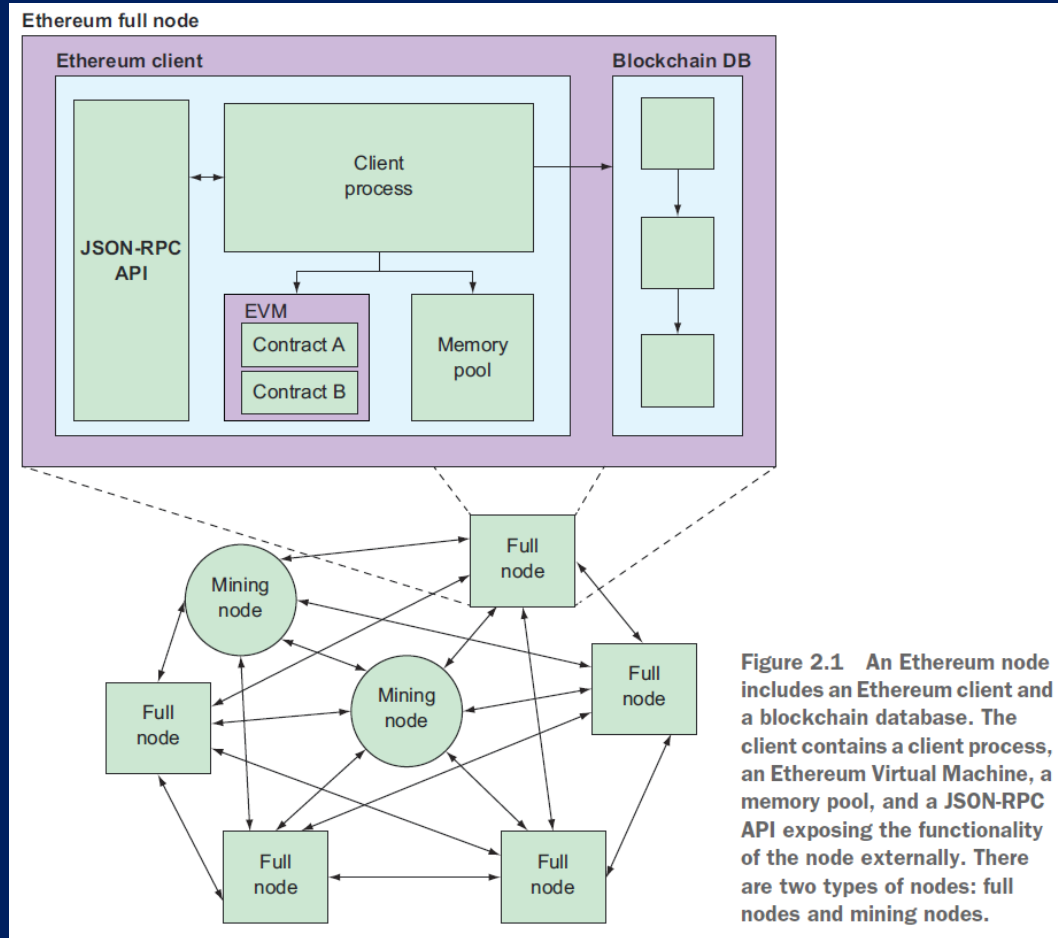 Ethereum full node
Ethereum client
Blockchain DB
Client
process
JSON-RPC
API
EVM
Contract A
Contract B
Memory
pool
Full
node
Mining
node
Full
node
Mining
node
Full
node
Full
node
Full
node
Figure 2.1 An Ethereum node
includes an Ethereum client and
a blockchain database. The
client contains a client process,
an Ethereum Virtual Machine, a
memory pool, and a JSON-RPC
API exposing the functionality
of the node externally. There
are two types of nodes: full
nodes and mining nodes.